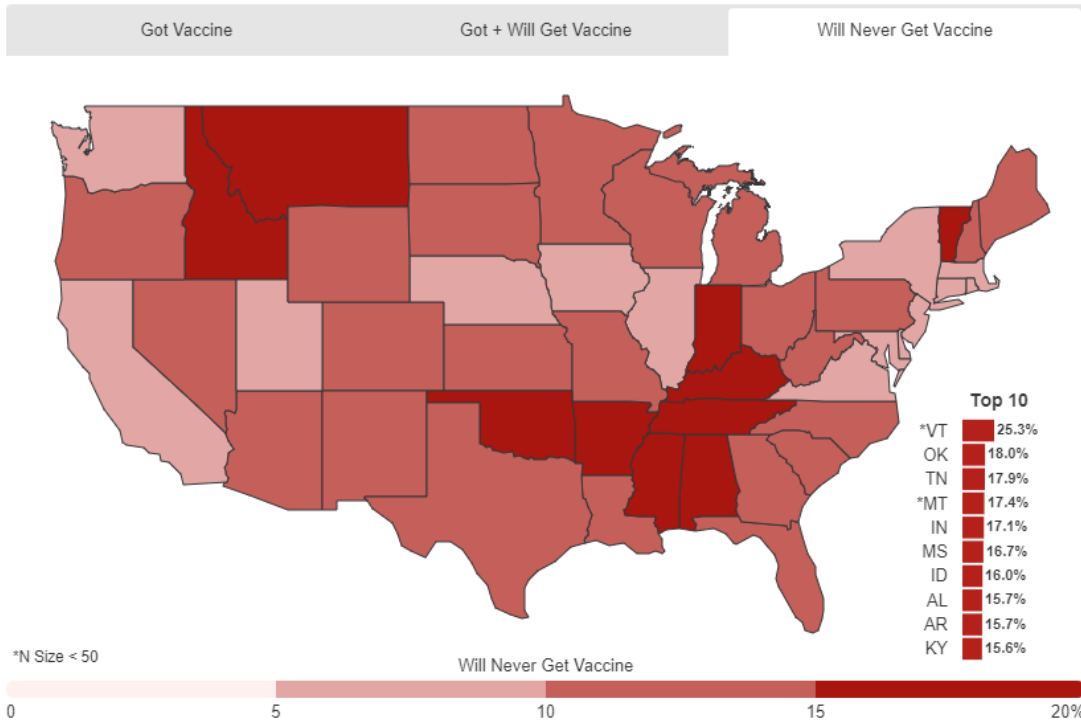 Got Vaccine
Got + Will Get Vaccine
Will Never Get Vaccine
Top 10
*VT 25.3%
OK 18.0%
TN 17.9%
*MT 17.4%
IN 17.1%
MS 16.7%
ID 16.0%
AL 15.7%
AR 15.7%
KY 15.6%
*N Size < 50
Will Never Get Vaccine
0 5 10 15 20%